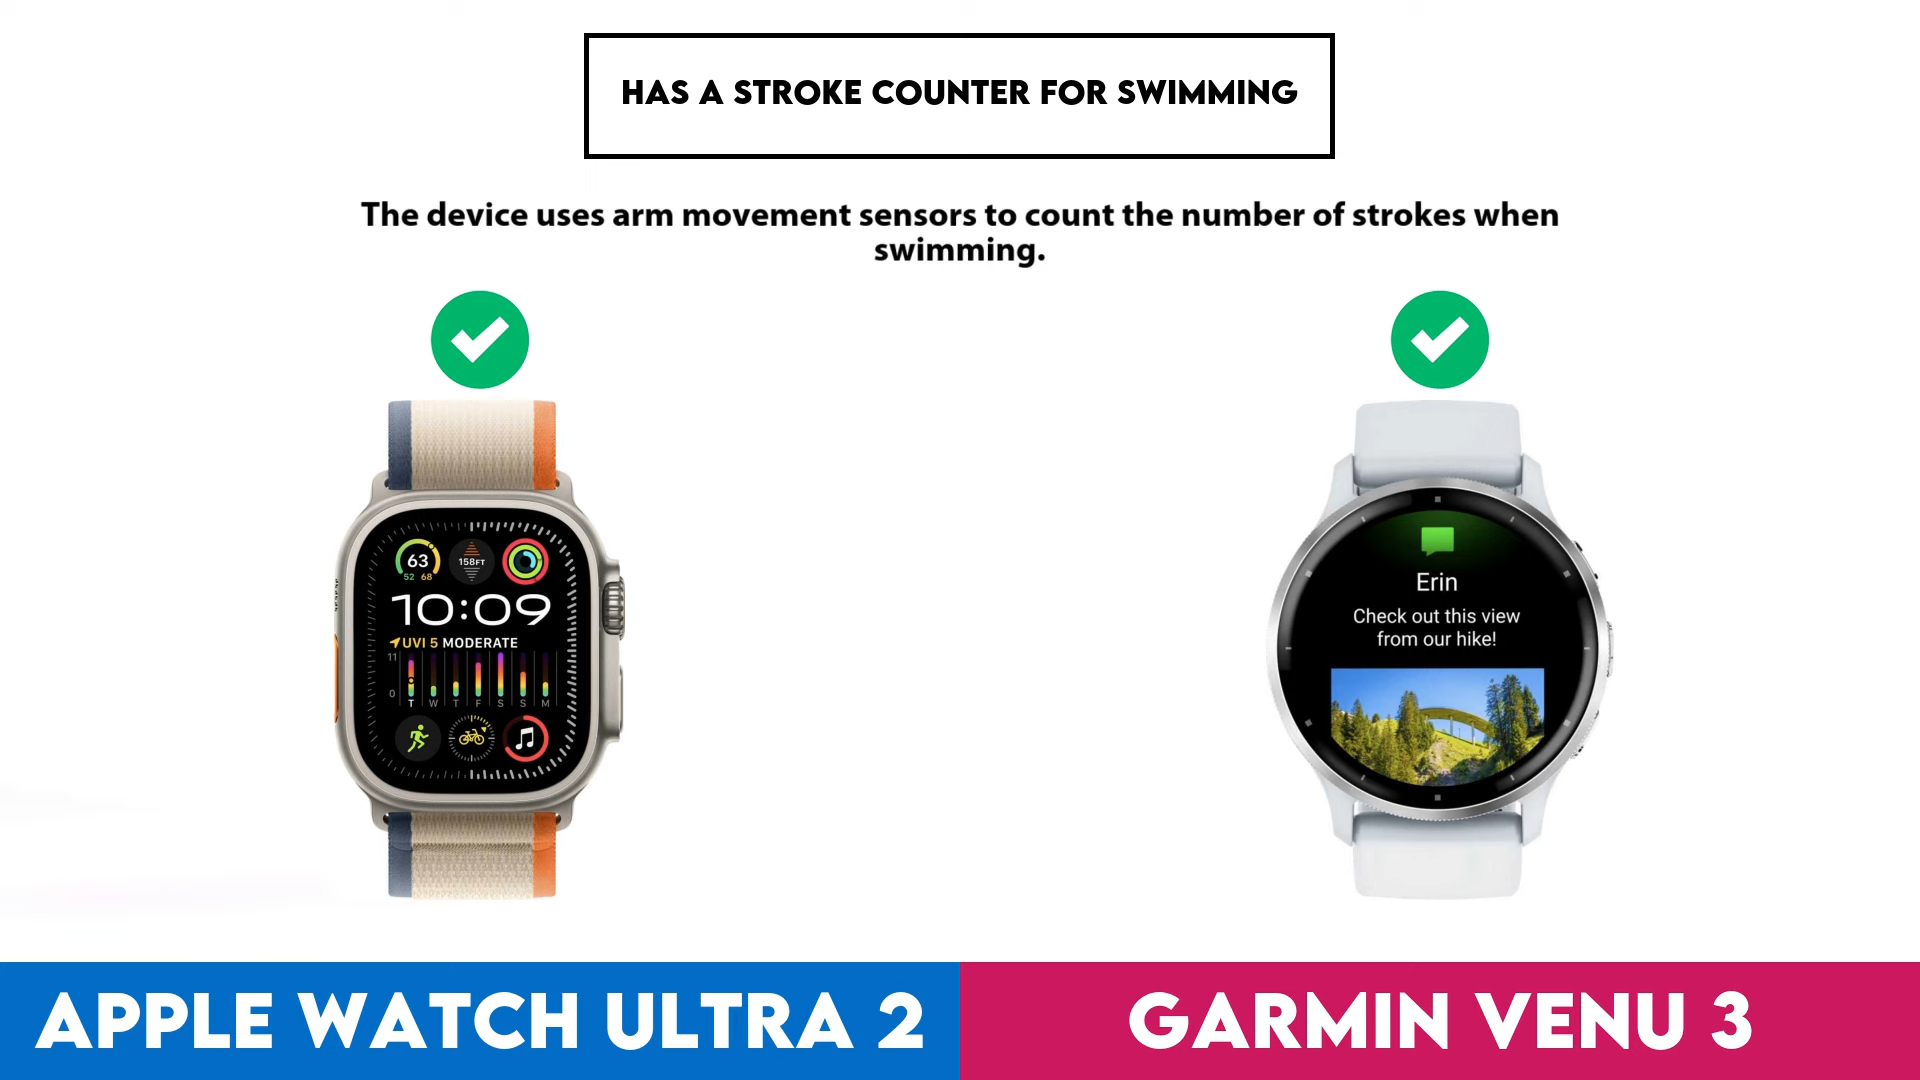 HAS A STROKE COUNTER FOR SWIMMING
The device uses arm movement sensors to count the number of strokes when
swimming.
63
52 68
158FT
10:09
UVI 5 MODERATE
11
0
T W T F S S M
Erin
Check out this view
from our hike!
APPLE WATCH ULTRA 2
GARMIN VENU 3